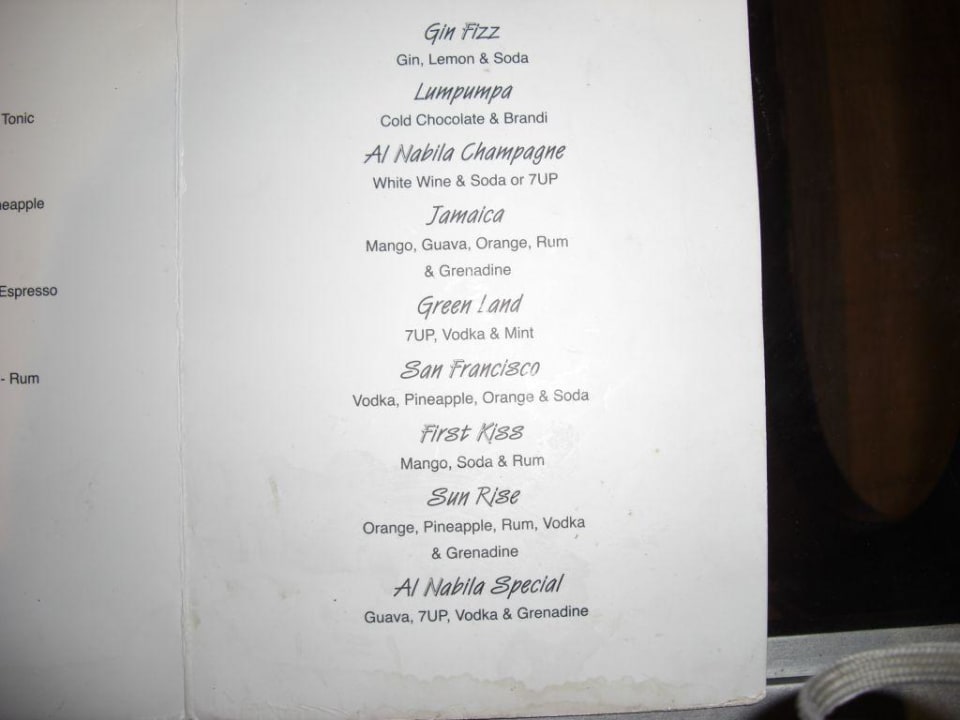 Tonic
Espresso
- Rum
Gin Fizz
Gin, Lemon & Soda
Lumpumpa
Cold Chocolate & Brandi
Al Nabila Champagne
White Wine & Soda or 7UP
Jamaica
Mango, Guava, Orange, Rum
& Grenadine
Green Land
7UP, Vodka & Mint
San Francisco
Vodka, Pineapple, Orange & Soda
First Kiss
Mango, Soda & Rum
Sun Rise
Orange, Pineapple, Rum, Vodka
& Grenadine
Al Nabila Special
Guava, 7UP, Vodka & Grenadine